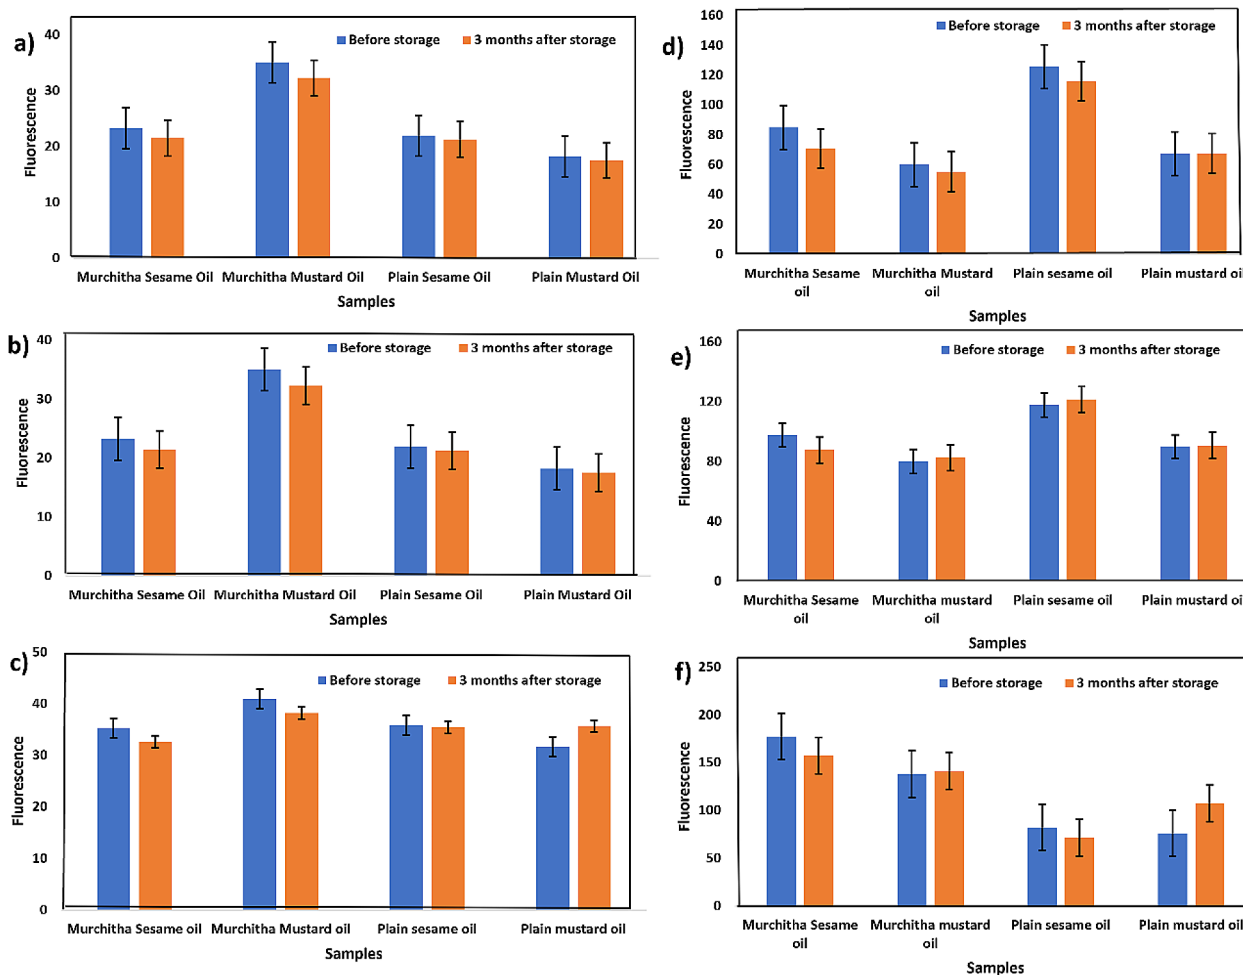 a)
40
30
20
10
0
Fluorescence
Before storage 3 months after storage
Murchitha Sesame Oil Murchitha Mustard Oil Plain Sesame Oil Plain Mustard Oil
Samples
b)
40
30
20
10
0
Fluorescence
Before storage 3 months after storage
Murchitha Sesame Oil Murchitha Mustard Oil Plain Sesame Oil Plain Mustard Oil
Samples
c)
50
40
30
20
10
0
Fluorescence
Before storage 3 months after storage
Murchitha Sesame oil Murchitha Mustard oil Plain sesame oil Plain mustard oil
Samples
d)
160
140
120
100
80
60
40
20
0
Fluorescence
Before storage 3 months after storage
Murchitha Sesame Murchitha Mustard Plain sesame oil Plain mustard oil
oil oil
Samples
e)
160
120
80
40
0
Fluorescence
Before storage 3 months after storage
Murchitha Sesame Murchitha mustard Plain sesame oil Plain mustard oil
oil oil
Samples
f)
250
200
150
100
50
0
Fluorescence
Before storage 3 months after storage
Murchitha Sesame Murchitha mustard Plain sesame oil Plain mustard oil
oil oil
Samples